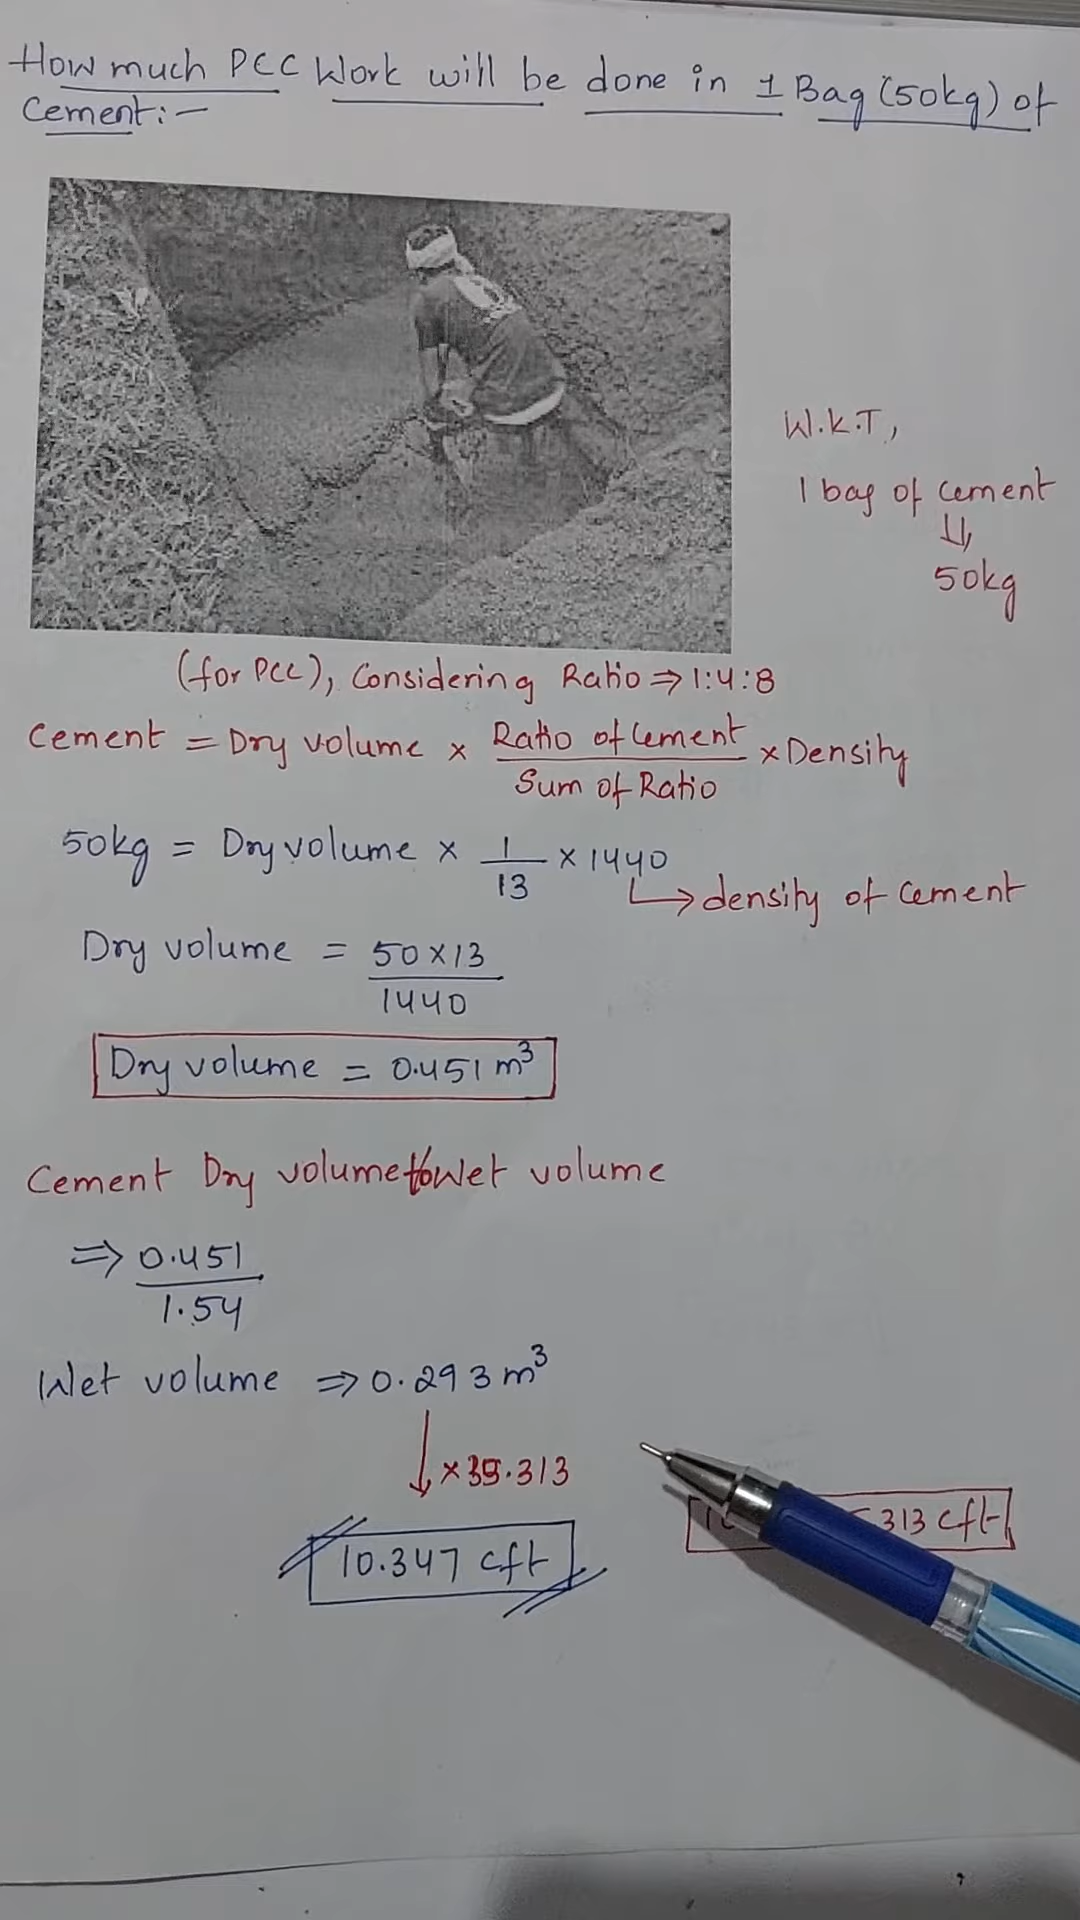 How much PCC Work will be done in 1 Bag (50kg) of
Cement:-
W.K.T,
1 bag of cement
⇓
50kg
(for PCC), Considering Ratio ⇒ 1:4:8
Cement = Dry volume × Ratio of Cement / Sum of Ratio × Density
50kg = Dry volume × 1/13 × 1440
↳ density of cement
Dry volume = 50×13 / 1440
Dry volume = 0.451 m³
Cement Dry volume to Wet volume
⇒ 0.451 / 1.54
Wet volume ⇒ 0.293 m³
↓ ×35.313
10.347 cft
313 cft